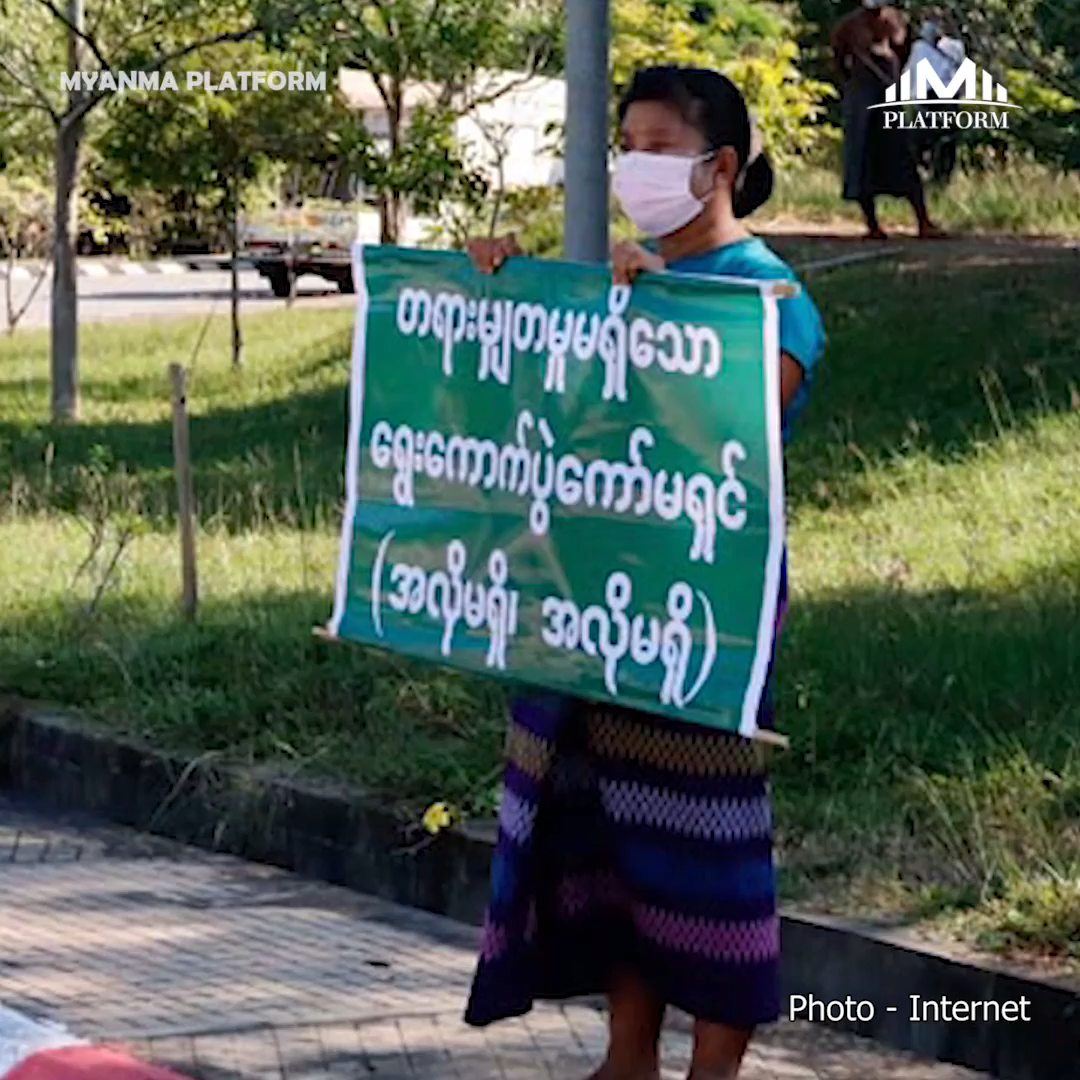 MYANMA PLATFORM
M
PLATFORM
တရားမျှတမှုမရှိသော
ရွေးကောက်ပွဲကော်မရှင်
(အလိုမရှိ၊ အလိုမရှိ)
Photo - Internet